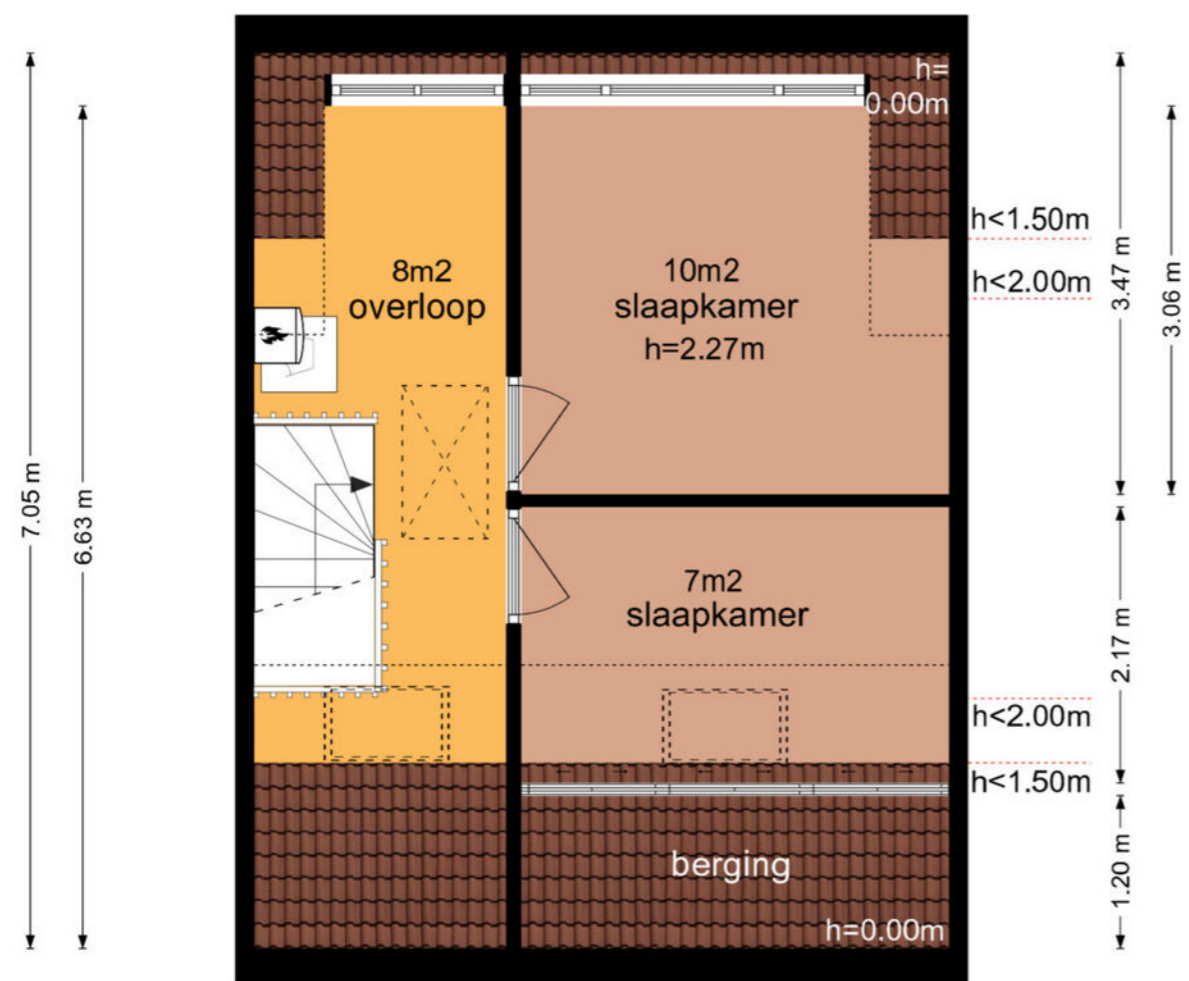 h=
0.00m
h<1.50m
h<2.00m
3.47 m
3.06 m
8m2
overloop
10m2
slaapkamer
h=2.27m
7.05 m
6.63 m
7m2
slaapkamer
2.17 m
h<2.00m
h<1.50m
berging
1.20 m
h=0.00m